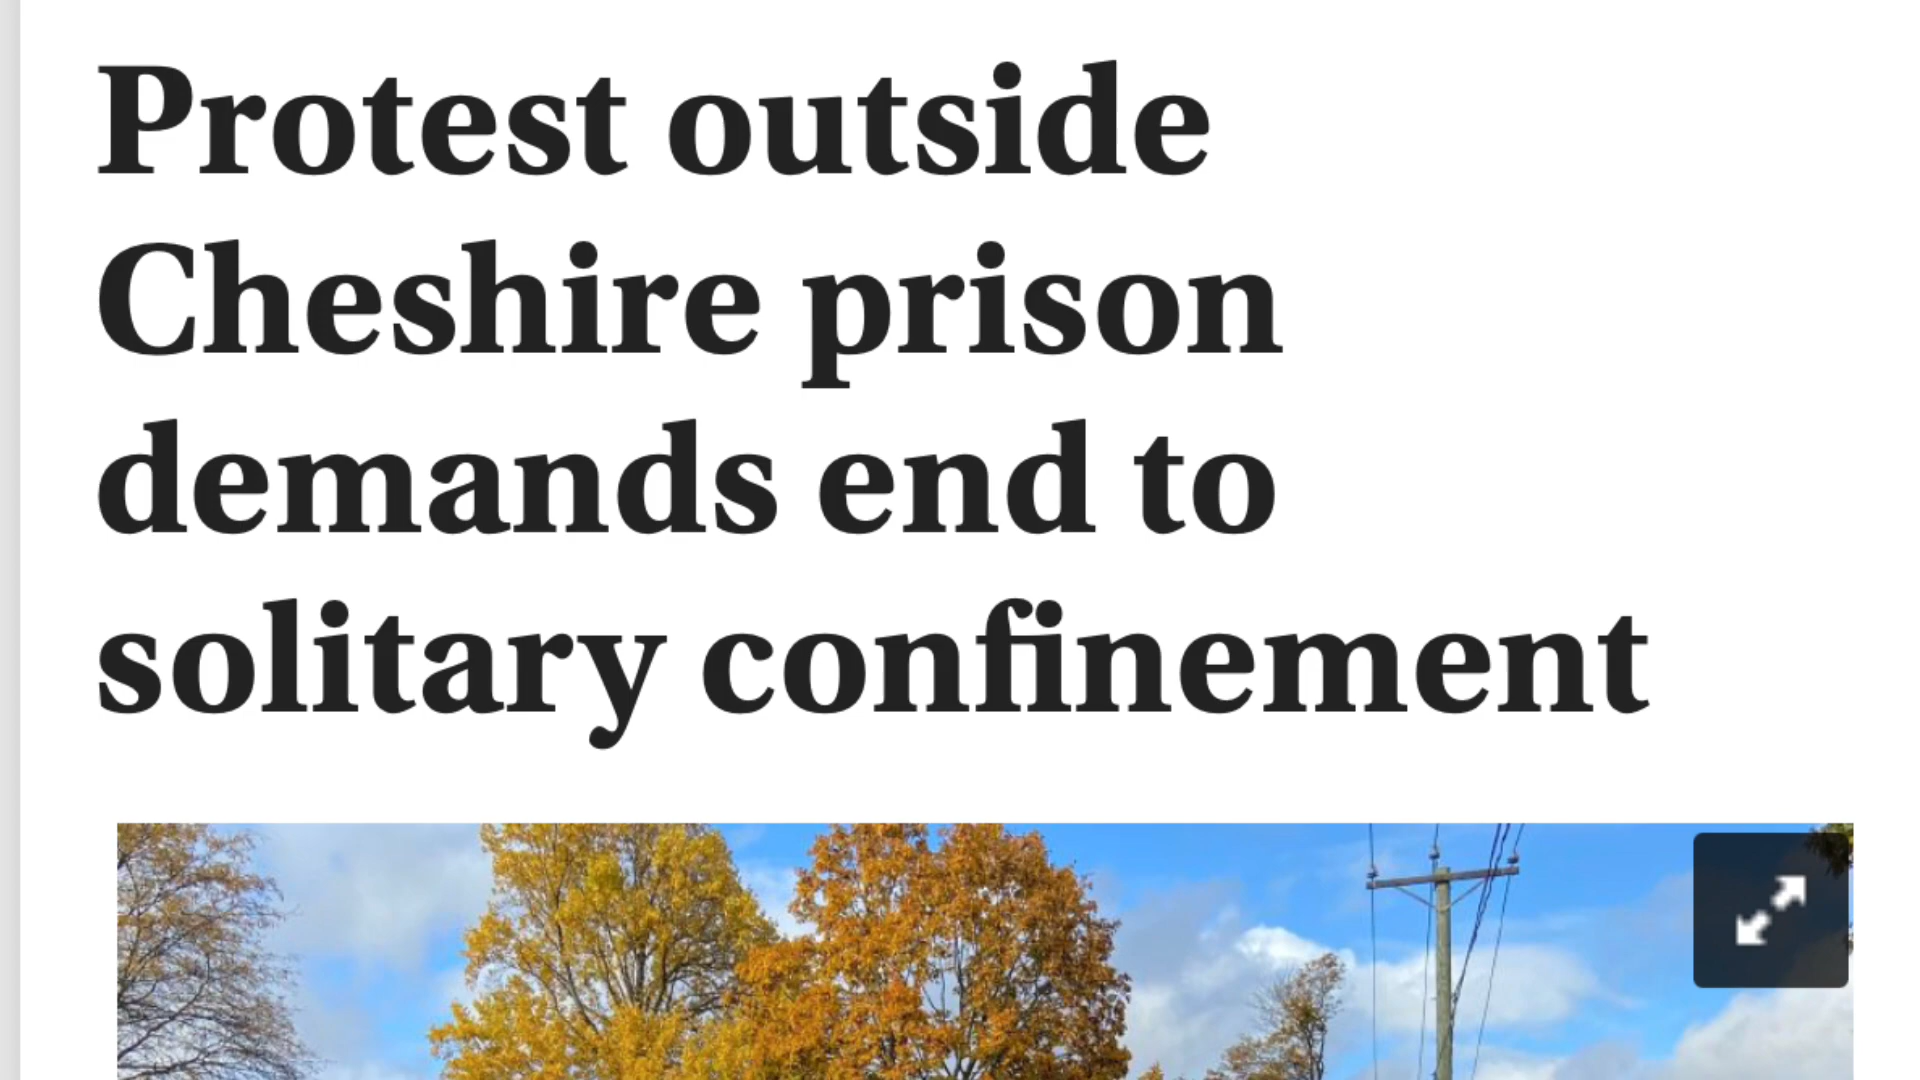 Protest outside
Cheshire prison
demands end to
solitary confinement